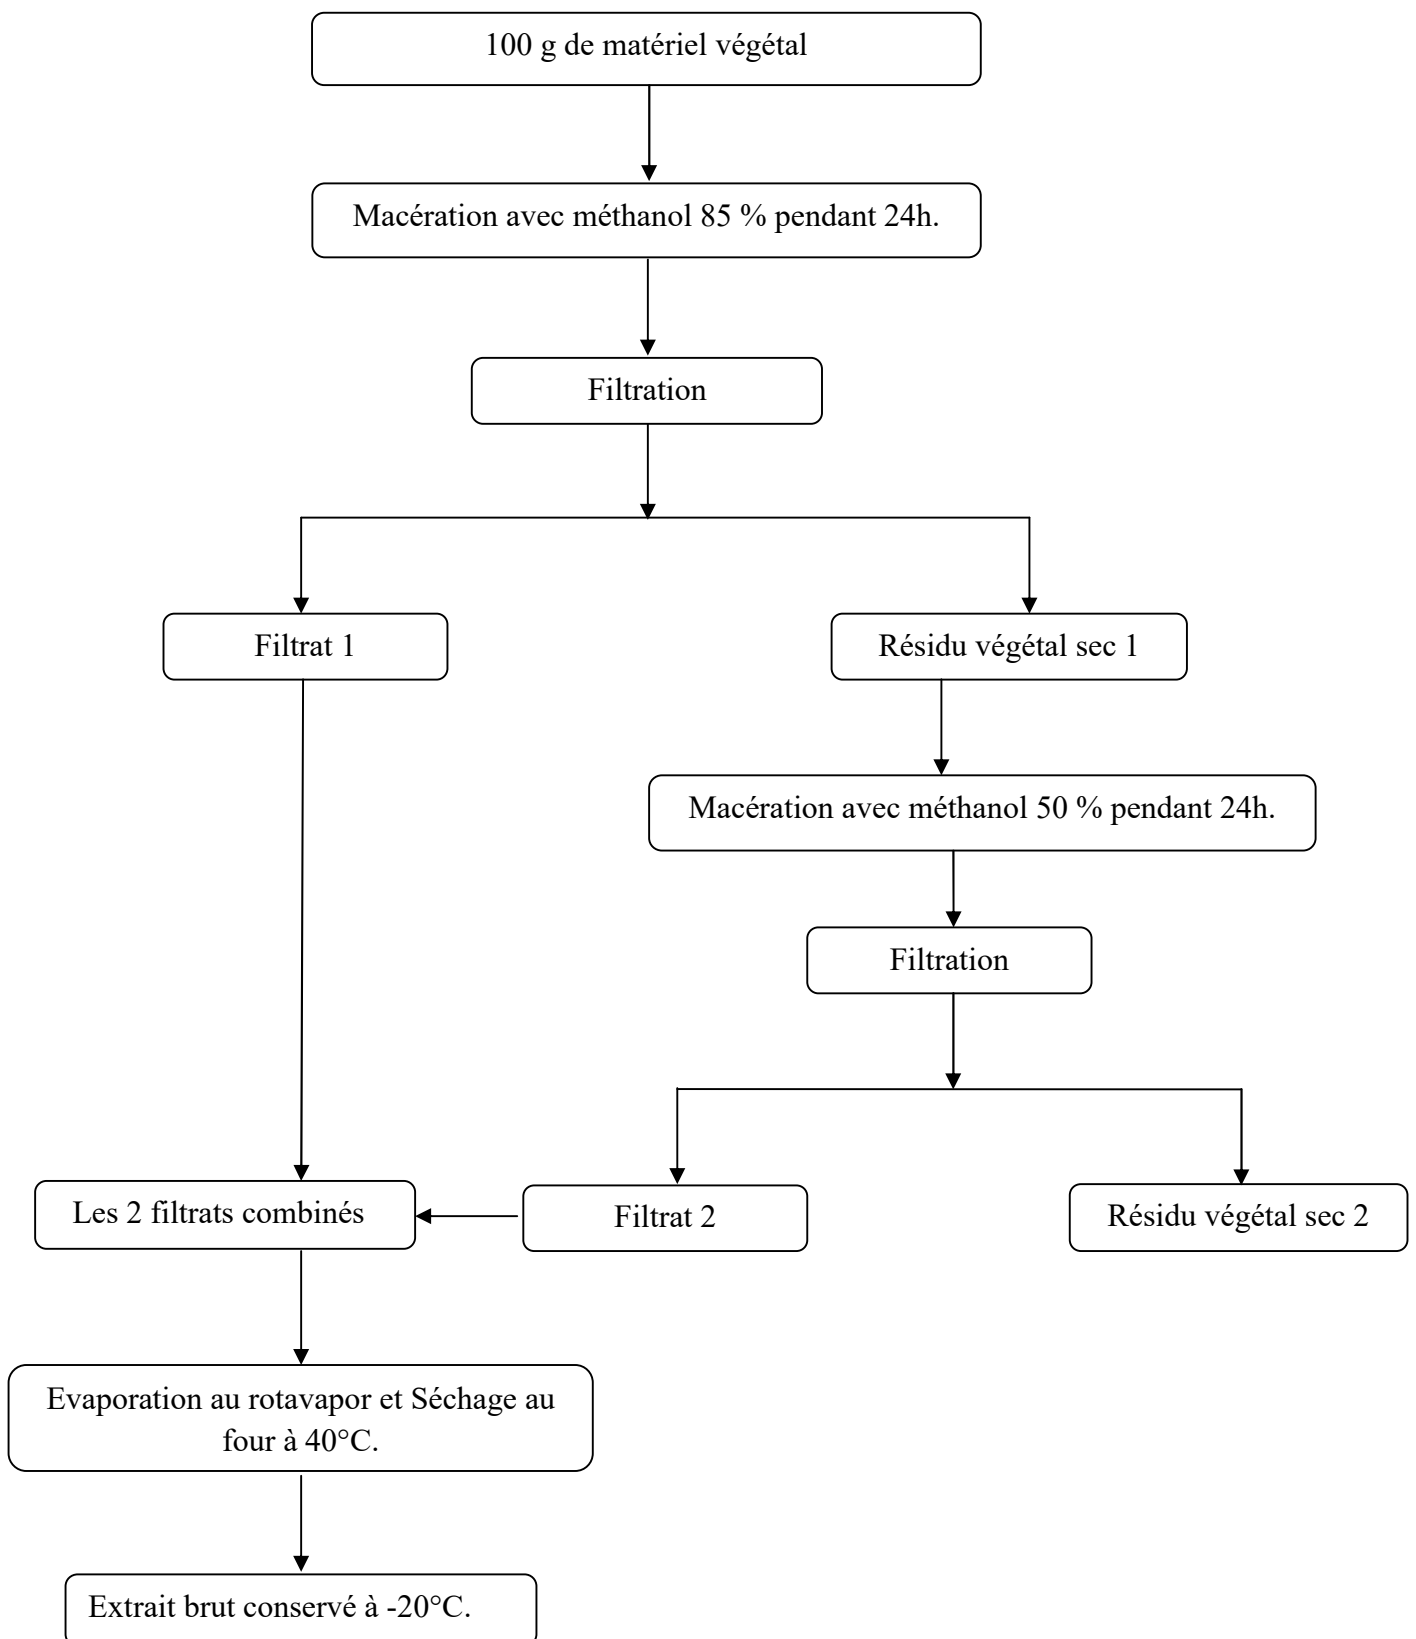 100 g de matériel végétal
Macération avec méthanol 85 % pendant 24h.
Filtration
Filtrat 1
Résidu végétal sec 1
Macération avec méthanol 50 % pendant 24h.
Filtration
Les 2 filtrats combinés
Filtrat 2
Résidu végétal sec 2
Evaporation au rotavapor et Séchage au
four à 40°C.
Extrait brut conservé à -20°C.